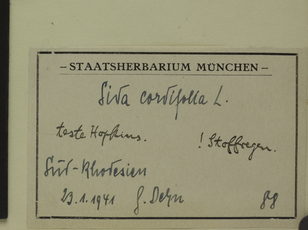 – STAATSHERBARIUM MÜNCHEN –
Sida cordifolia L.
teste Hopkins. ! Stoffregen.
Süd-Rhodesien
23.1.1941 G. Dehn 88